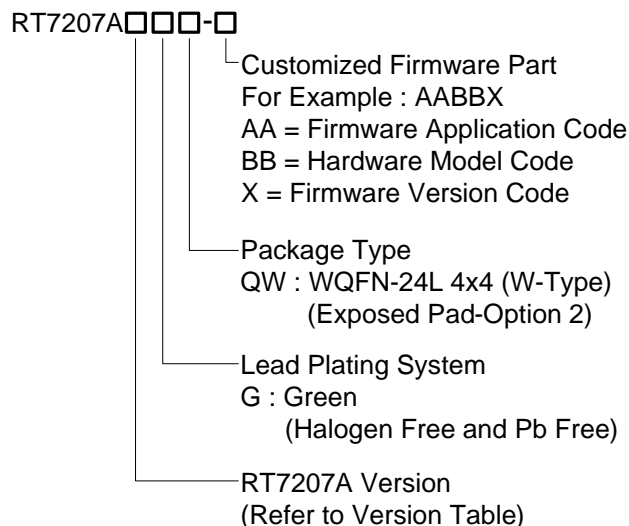 RT7207A□□□-□
Customized Firmware Part
For Example : AABBX
AA = Firmware Application Code
BB = Hardware Model Code
X = Firmware Version Code
Package Type
QW : WQFN-24L 4x4 (W-Type)
(Exposed Pad-Option 2)
Lead Plating System
G : Green
(Halogen Free and Pb Free)
RT7207A Version
(Refer to Version Table)